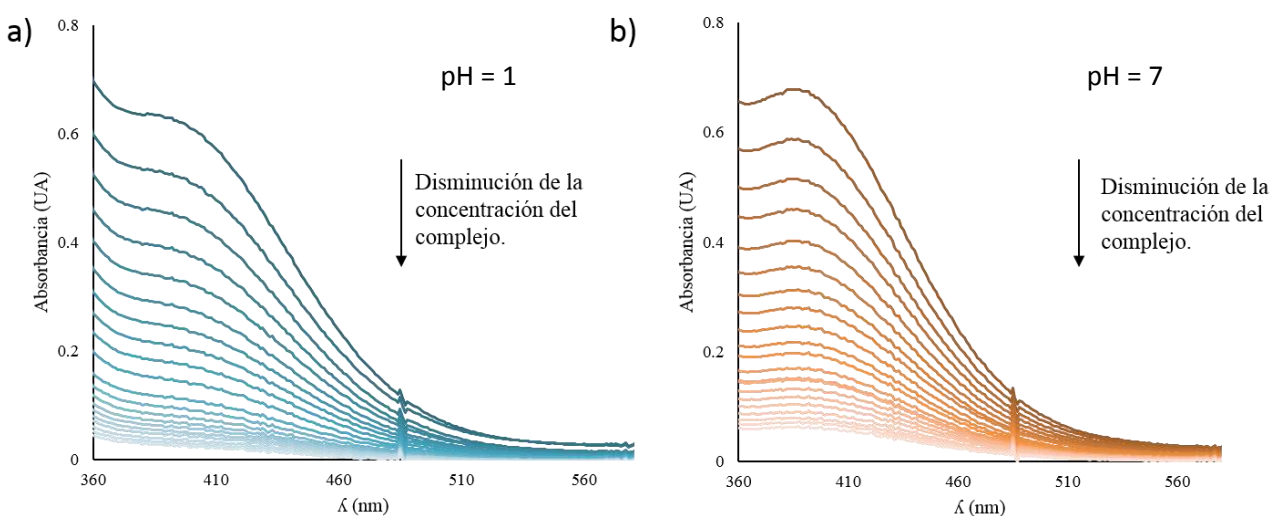 a)
pH = 1
0.8
0.6
0.4
0.2
0
Absorbancia (UA)
Disminución de la
concentración del
complejo.
360
410
460
510
560
ʎ (nm)
b)
pH = 7
0.8
0.6
0.4
0.2
0
Absorbancia (UA)
Disminución de la
concentración del
complejo.
360
410
460
510
560
ʎ (nm)